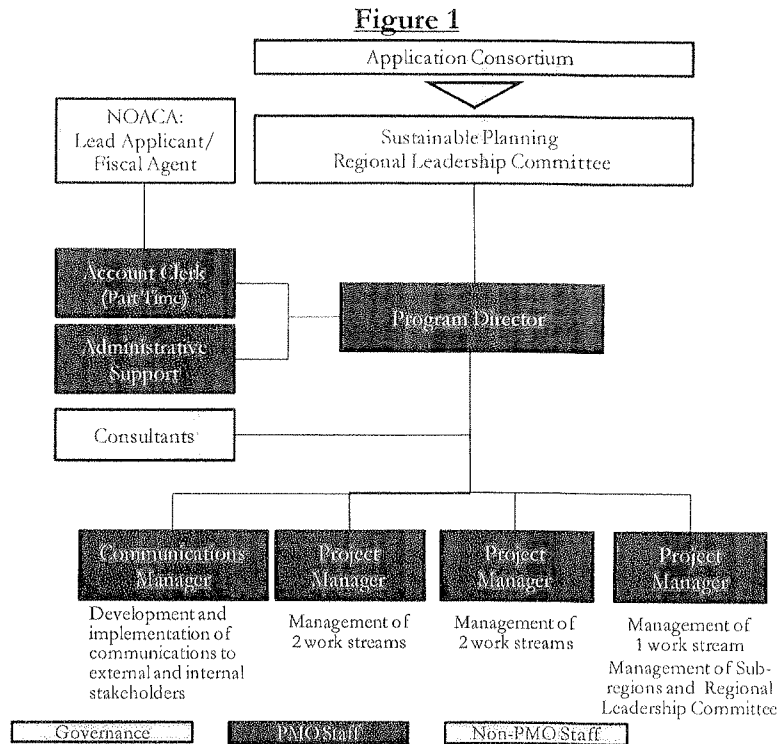 Figure 1
Application Consortium
NOACA:
Lead Applicant/
Fiscal Agent
Sustainable Planning
Regional Leadership Committee
Account Clerk
(Part Time)
Administrative
Support
Program Director
Consultants
Communications
Manager
Development and
implementation of
communications to
external and internal
stakeholders
Project
Manager
Management of
2 work streams
Project
Manager
Management of
2 work streams
Project
Manager
Management of
1 work stream
Management of Sub-
regions and Regional
Leadership Committee
Governance
PMO Staff
Non-PMO Staff